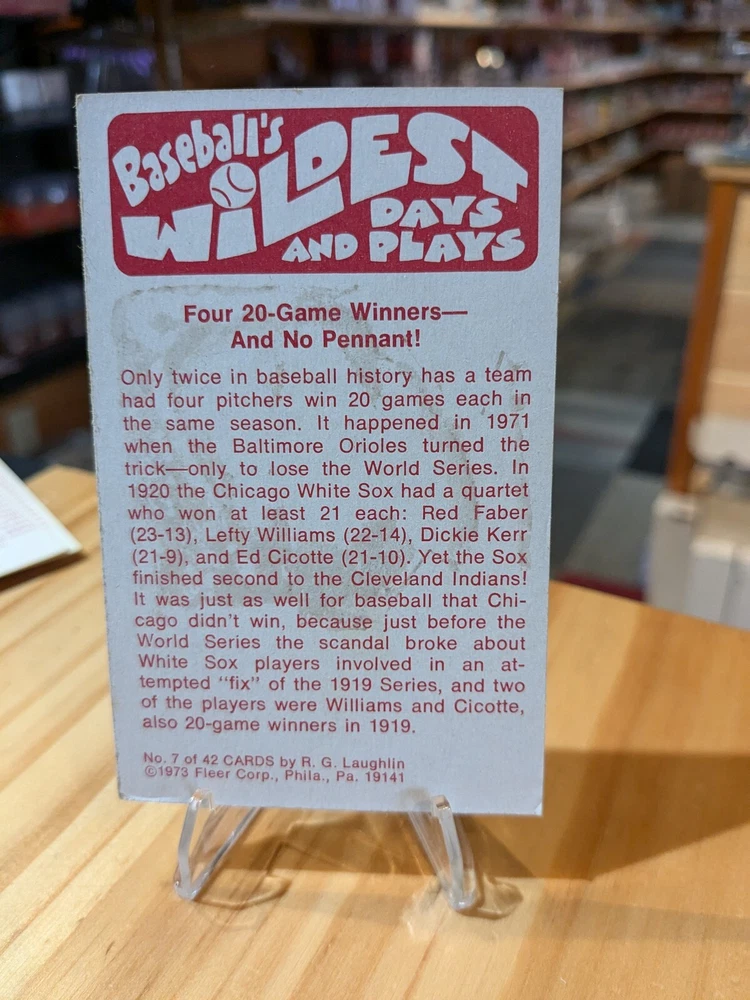 Baseball's
WiLDEST
DAYS
AND PLAYS
Four 20-Game Winners—
And No Pennant!
Only twice in baseball history has a team
had four pitchers win 20 games each in
the same season. It happened in 1971
when the Baltimore Orioles turned the
trick—only to lose the World Series. In
1920 the Chicago White Sox had a quartet
who won at least 21 each: Red Faber
(23-13), Lefty Williams (22-14), Dickie Kerr
(21-9), and Ed Cicotte (21-10). Yet the Sox
finished second to the Cleveland Indians!
It was just as well for baseball that Chi-
cago didn't win, because just before the
World Series the scandal broke about
White Sox players involved in an at-
tempted "fix" of the 1919 Series, and two
of the players were Williams and Cicotte,
also 20-game winners in 1919.
No. 7 of 42 CARDS by R. G. Laughlin
©1973 Fleer Corp., Phila., Pa. 19141